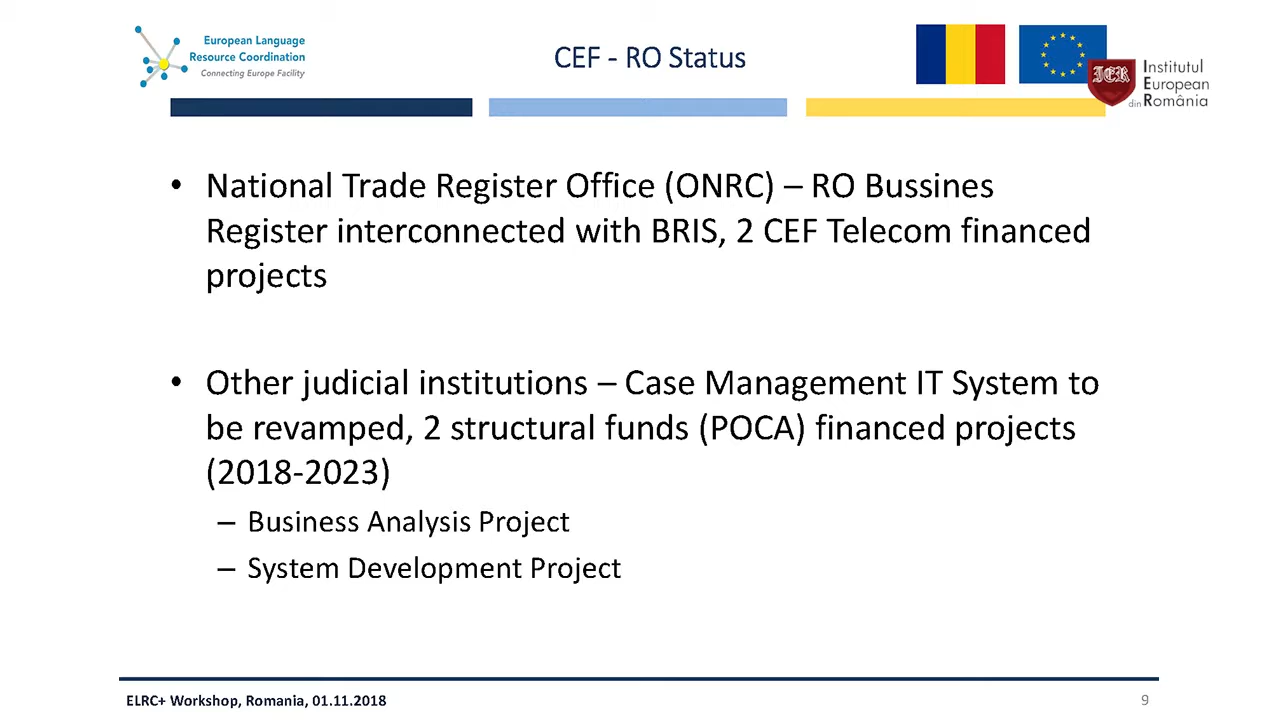 European Language
Resource Coordination
Connecting Europe Facility
CEF - RO Status
IER
Institutul
European
din România
• National Trade Register Office (ONRC) – RO Bussines
Register interconnected with BRIS, 2 CEF Telecom financed
projects
• Other judicial institutions – Case Management IT System to
be revamped, 2 structural funds (POCA) financed projects
(2018-2023)
– Business Analysis Project
– System Development Project
ELRC+ Workshop, Romania, 01.11.2018
9